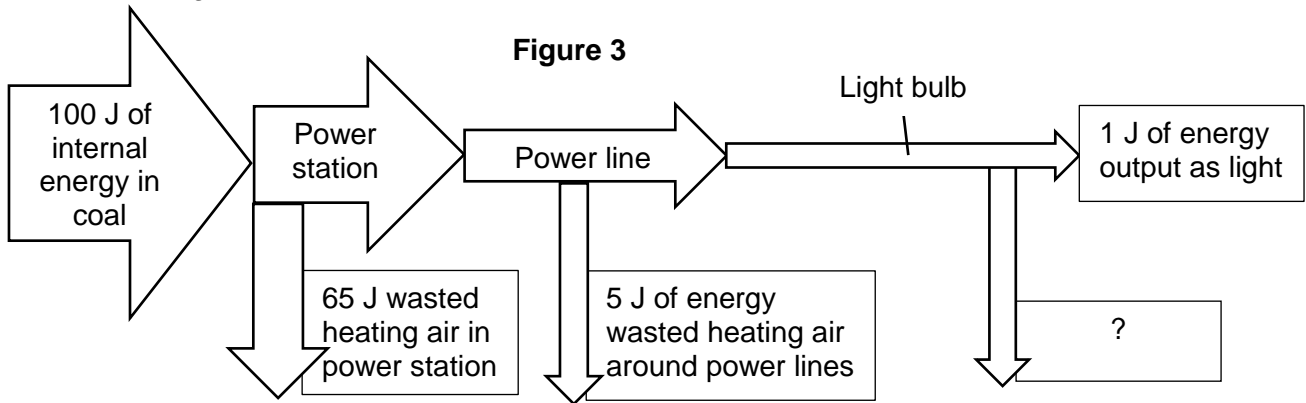 Figure 3
100 J of
internal
energy in
coal
Power
station
Power line
Light bulb
1 J of energy
output as light
65 J wasted
heating air in
power station
5 J of energy
wasted heating air
around power lines
?